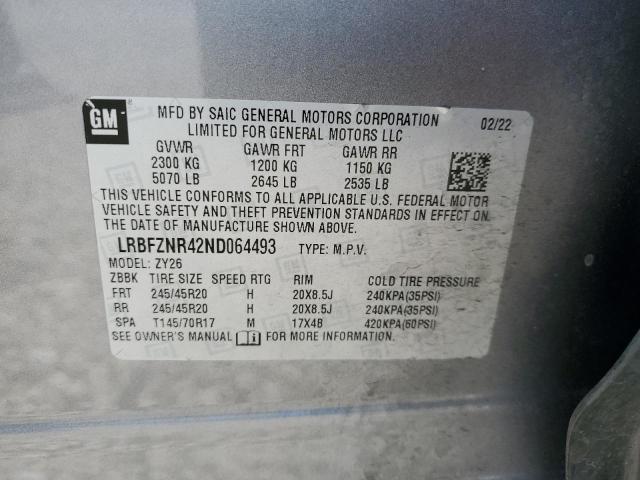 GM
MFD BY SAIC GENERAL MOTORS CORPORATION 02/22
LIMITED FOR GENERAL MOTORS LLC
GVWR GAWR FRT GAWR RR
2300 KG 1200 KG 1150 KG
5070 LB 2645 LB 2535 LB
THIS VEHICLE CONFORMS TO ALL APPLICABLE U.S. FEDERAL MOTOR
VEHICLE SAFETY AND THEFT PREVENTION STANDARDS IN EFFECT ON
THE DATE OF MANUFACTURE SHOWN ABOVE.
LRBFZNR42ND064493 TYPE: M.P.V.
MODEL: ZY26
ZBBK TIRE SIZE SPEED RTG RIM COLD TIRE PRESSURE
FRT 245/45R20 H 20X8.5J 240KPA(35PSI)
RR 245/45R20 H 20X8.5J 240KPA(35PSI)
SPA T145/70R17 M 17X4B 420KPA(60PSI)
SEE OWNER'S MANUAL FOR MORE INFORMATION.